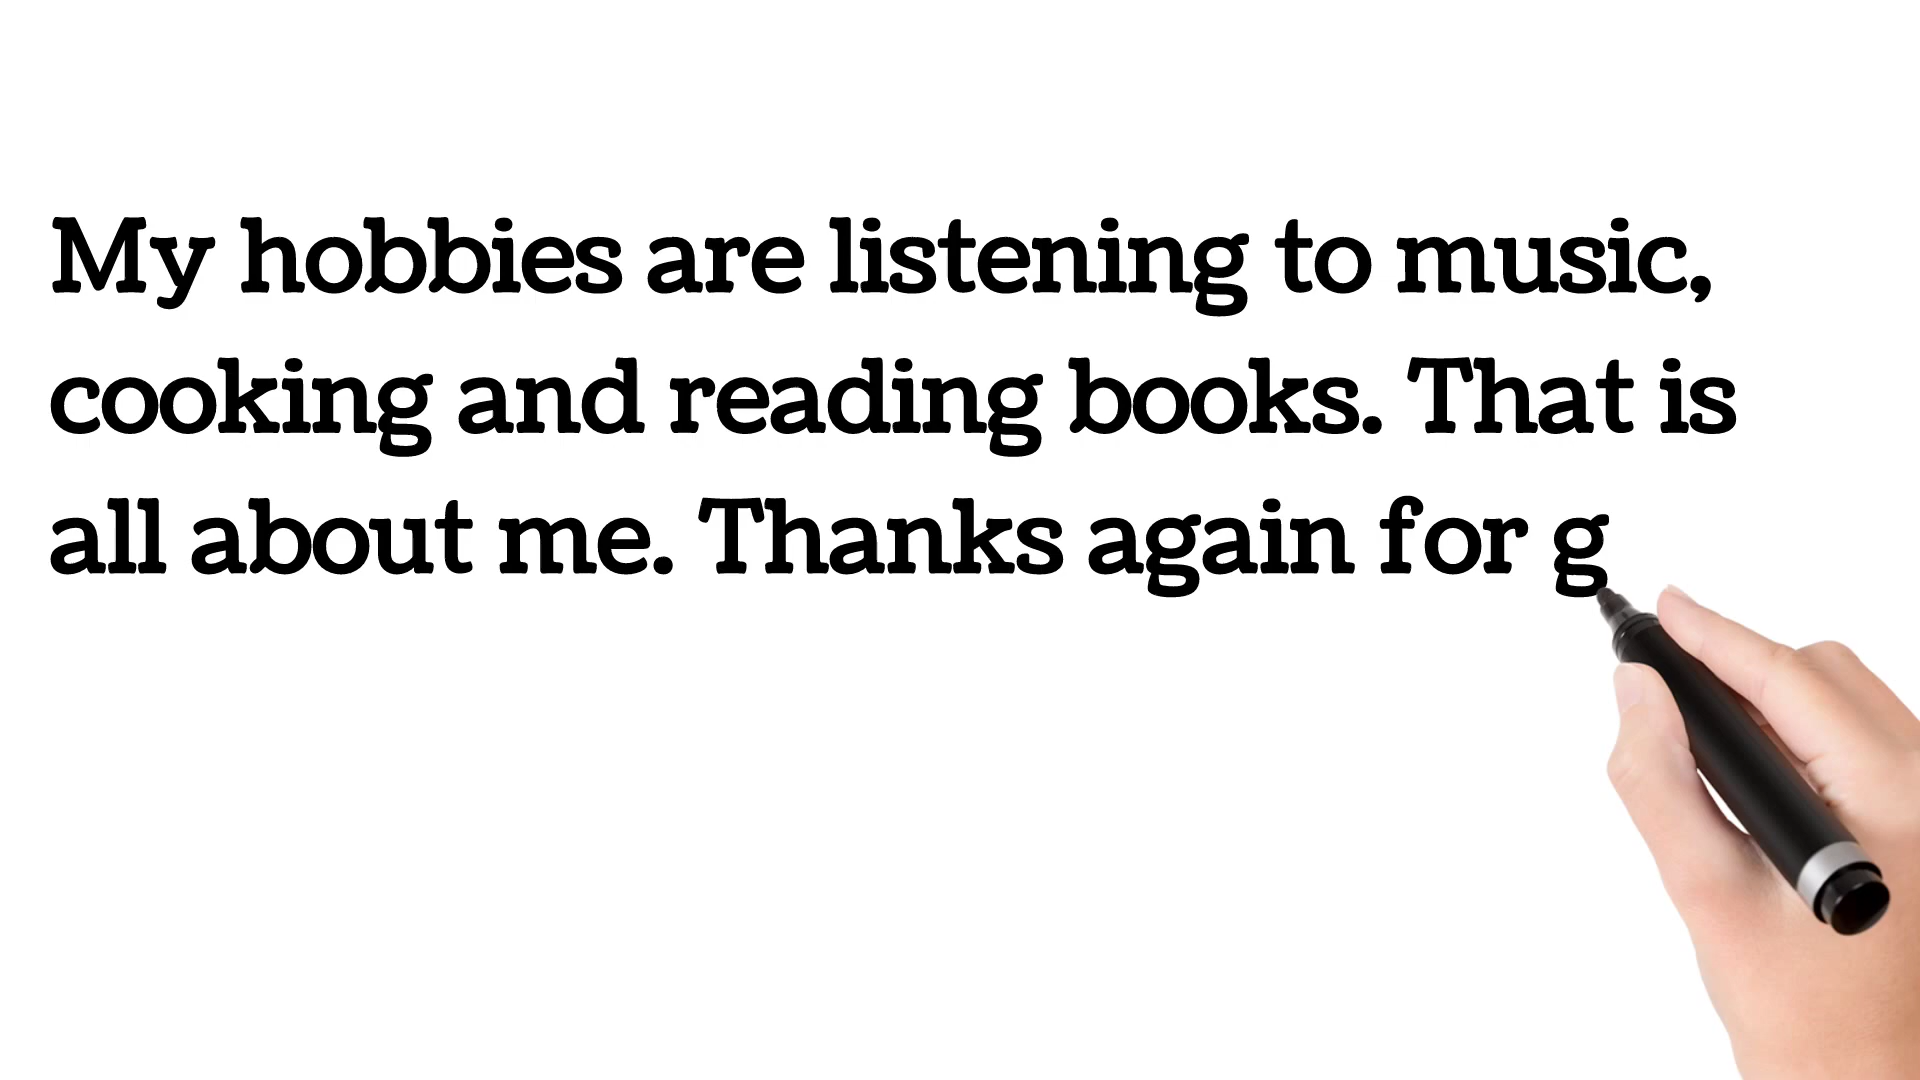 My hobbies are listening to music,
cooking and reading books. That is
all about me. Thanks again for g